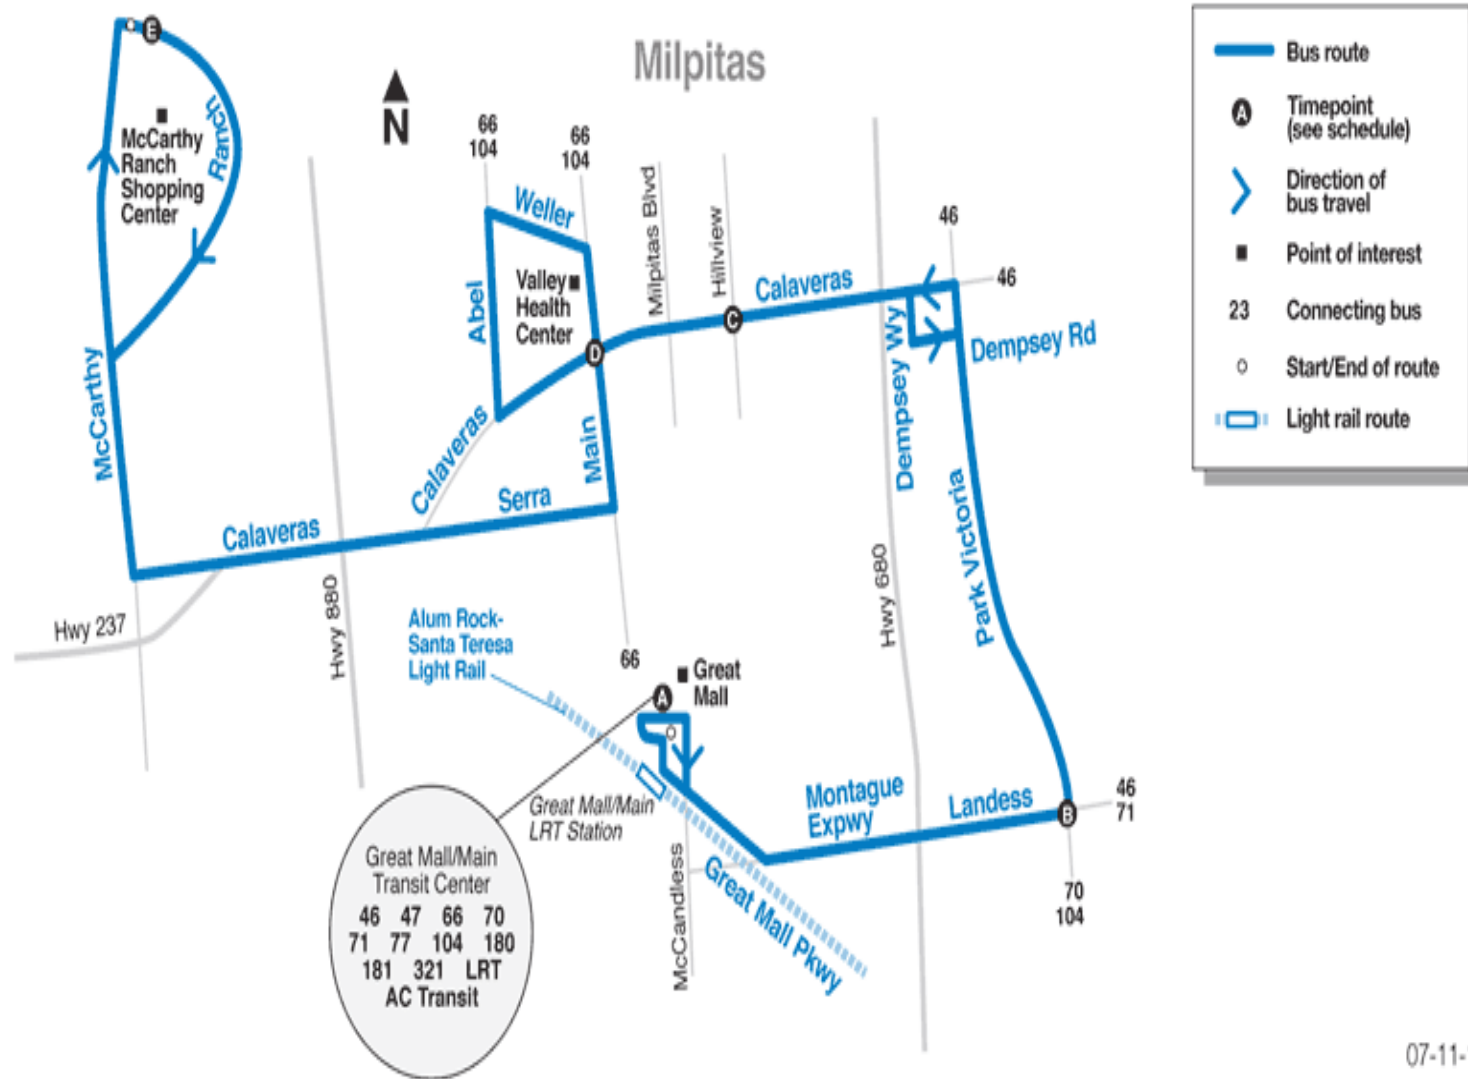 Milpitas
E
N
McCarthy
Ranch
Shopping
Center
Ranch
McCarthy
66
104
66
104
Weller
Abel
Valley
Health
Center
D
Main
Milpitas Blvd
Hillview
C
Calaveras
46
46
Dempsey Wy
Dempsey Rd
Calaveras
Serra
Calaveras
Park Victoria
Hwy 237
Hwy 880
Hwy 680
Alum Rock-
Santa Teresa
Light Rail
66
A
Great
Mall
Great Mall/Main
LRT Station
Montague
Expwy
Landess
B
46
71
70
104
McCandless
Great Mall Pkwy
Great Mall/Main
Transit Center
46 47 66 70
71 77 104 180
181 321 LRT
AC Transit
Bus route
A
Timepoint
(see schedule)
Direction of
bus travel
Point of interest
23 Connecting bus
Start/End of route
Light rail route
07-11-